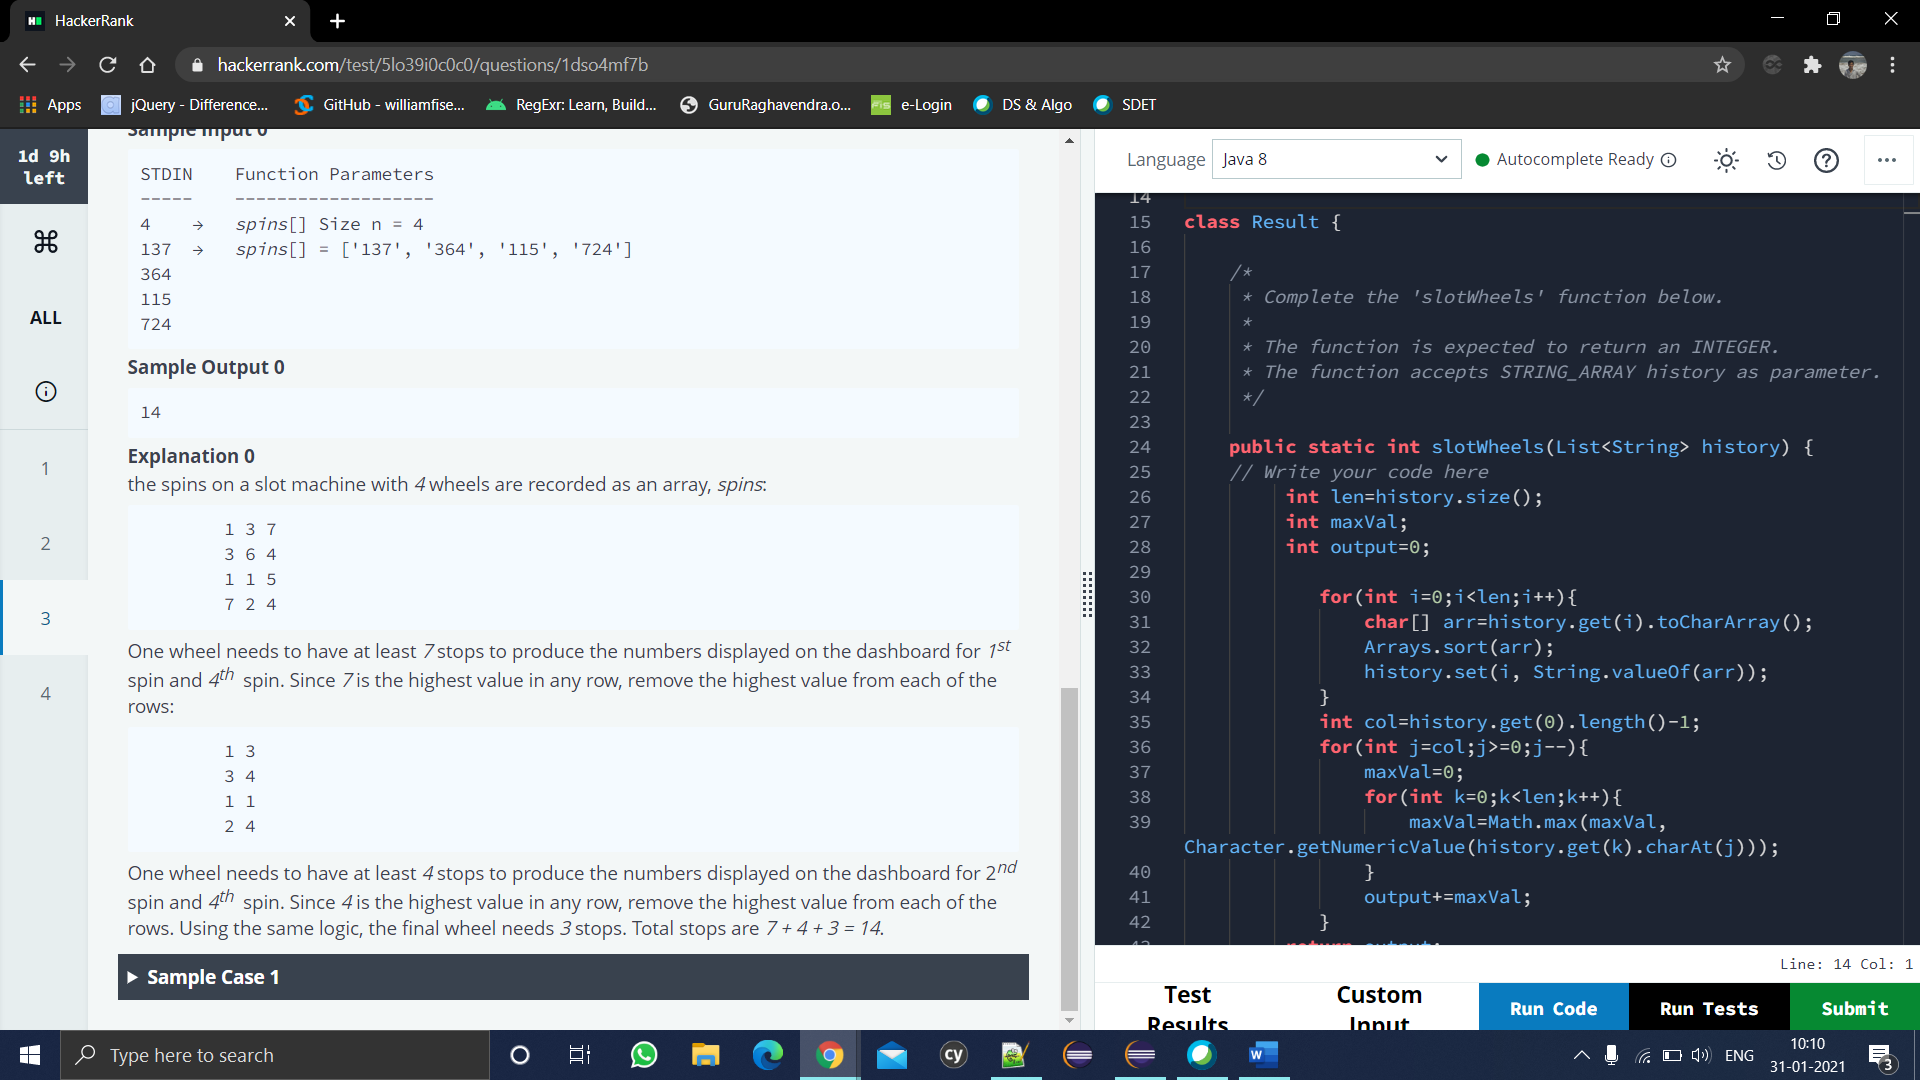 HackerRank
hackerrank.com/test/5lo39i0c0c0/questions/1dso4mf7b
Apps
jQuery - Difference...
GitHub - williamfise...
RegExr: Learn, Build...
GuruRaghavendra.o...
e-Login
DS & Algo
SDET
1d 9h
left
ALL
1
2
3
4
Sample Input 0
STDIN Function Parameters
----- -------------------
4 → spins[] Size n = 4
137 → spins[] = ['137', '364', '115', '724']
364
115
724
Sample Output 0
14
Explanation 0
the spins on a slot machine with 4 wheels are recorded as an array, spins:
1 3 7
3 6 4
1 1 5
7 2 4
One wheel needs to have at least 7 stops to produce the numbers displayed on the dashboard for 1st
spin and 4th spin. Since 7 is the highest value in any row, remove the highest value from each of the
rows:
1 3
3 4
1 1
2 4
One wheel needs to have at least 4 stops to produce the numbers displayed on the dashboard for 2nd
spin and 4th spin. Since 4 is the highest value in any row, remove the highest value from each of the
rows. Using the same logic, the final wheel needs 3 stops. Total stops are 7 + 4 + 3 = 14.
Sample Case 1
Language Java 8 Autocomplete Ready
14
15 class Result {
16
17 /*
18 * Complete the 'slotWheels' function below.
19 *
20 * The function is expected to return an INTEGER.
21 * The function accepts STRING_ARRAY history as parameter.
22 */
23
24 public static int slotWheels(List<String> history) {
25 // Write your code here
26 int len=history.size();
27 int maxVal;
28 int output=0;
29
30 for(int i=0;i<len;i++){
31 char[] arr=history.get(i).toCharArray();
32 Arrays.sort(arr);
33 history.set(i, String.valueOf(arr));
34 }
35 int col=history.get(0).length()-1;
36 for(int j=col;j>=0;j--){
37 maxVal=0;
38 for(int k=0;k<len;k++){
39 maxVal=Math.max(maxVal,
Character.getNumericValue(history.get(k).charAt(j)));
40 }
41 output+=maxVal;
42 }
43 return output;
Line: 14 Col: 1
Test
Results
Custom
Input
Run Code
Run Tests
Submit
Type here to search
cy
W
ENG
10:10
31-01-2021
3